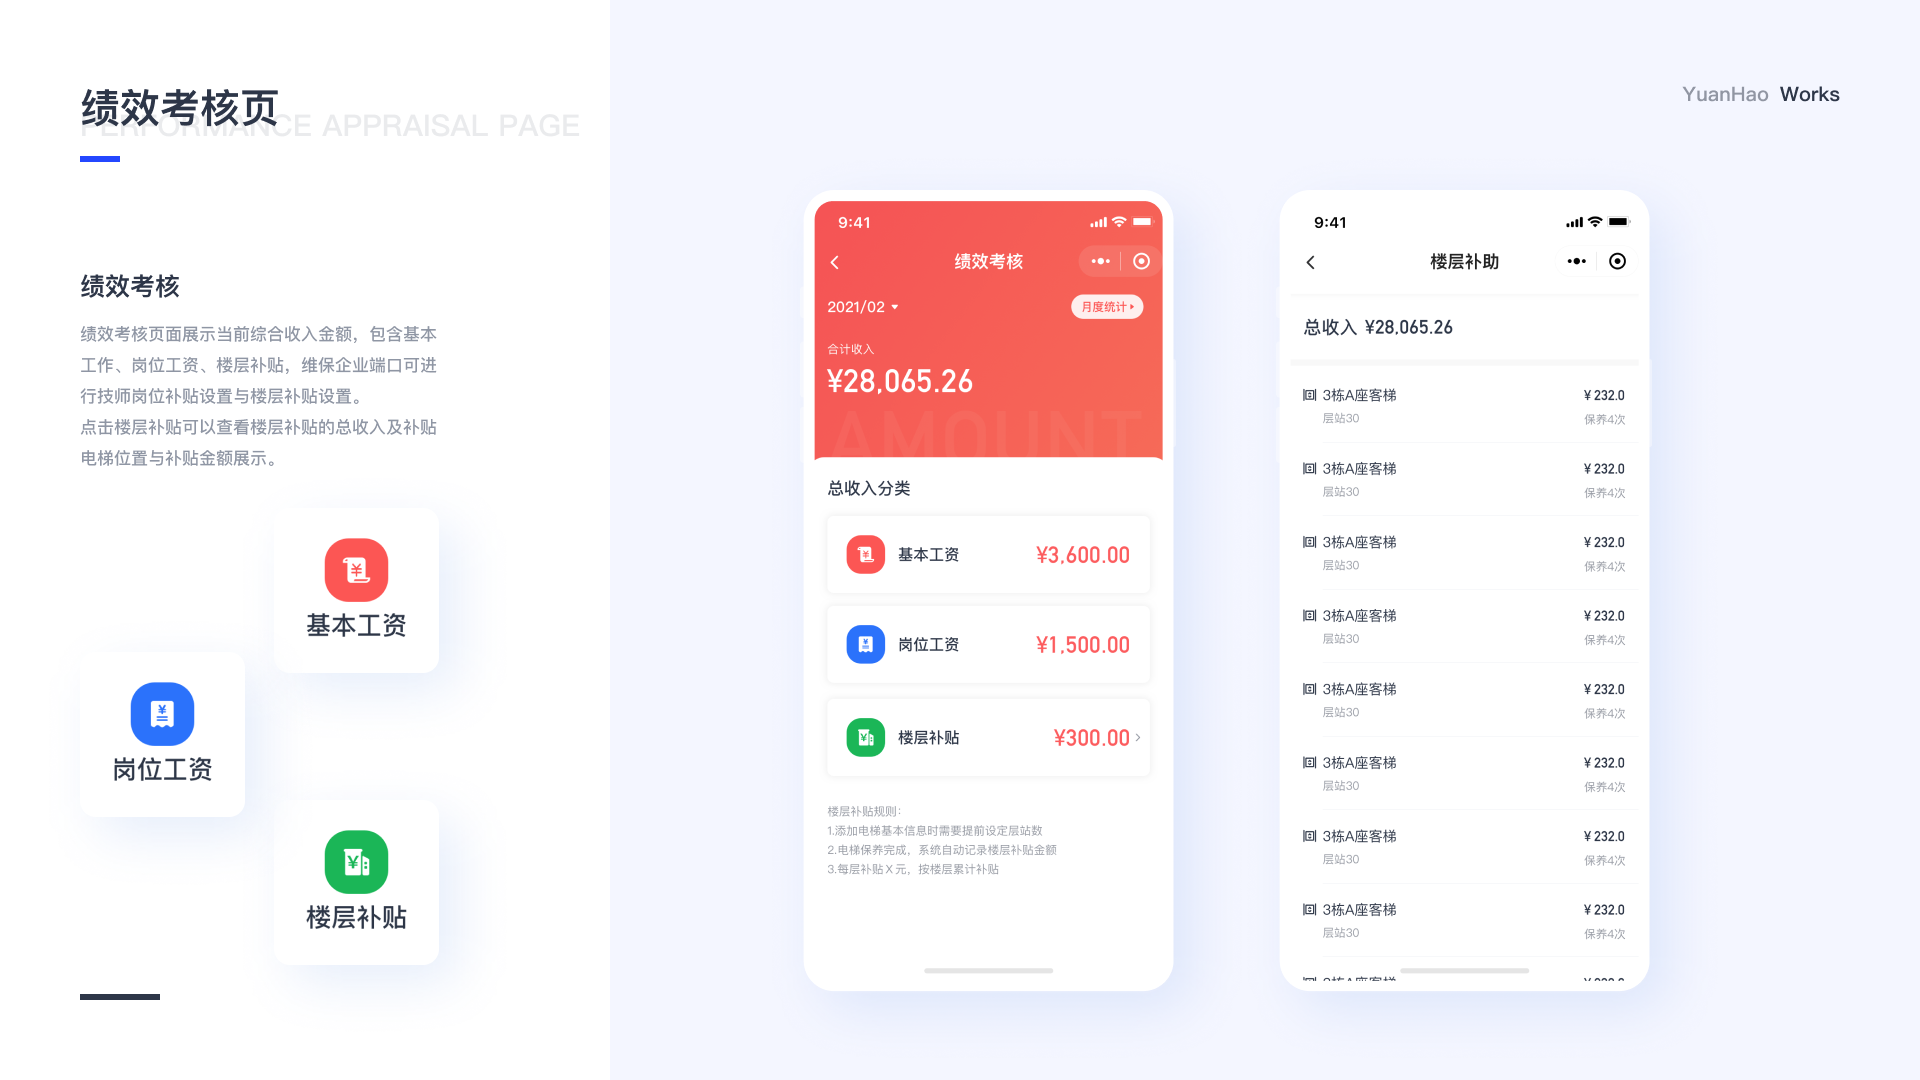 绩效考核页
PERFORMANCE APPRAISAL PAGE
YuanHao Works
绩效考核
绩效考核页面展示当前综合收入金额，包含基本
工作、岗位工资、楼层补贴，维保企业端口可进
行技师岗位补贴设置与楼层补贴设置。
点击楼层补贴可以查看楼层补贴的总收入及补贴
电梯位置与补贴金额展示。
基本工资
岗位工资
楼层补贴
9:41
绩效考核
2021/02
月度统计
合计收入
¥28,065.26
AMOUNT
总收入分类
基本工资 ¥3,600.00
岗位工资 ¥1,500.00
楼层补贴 ¥300.00
楼层补贴规则：
1.添加电梯基本信息时需要提前设定层站数
2.电梯保养完成，系统自动记录楼层补贴金额
3.每层补贴 X 元，按楼层累计补贴
9:41
楼层补助
总收入 ¥28,065.26
3栋A座客梯 ¥ 232.0
层站30 保养4次
3栋A座客梯 ¥ 232.0
层站30 保养4次
3栋A座客梯 ¥ 232.0
层站30 保养4次
3栋A座客梯 ¥ 232.0
层站30 保养4次
3栋A座客梯 ¥ 232.0
层站30 保养4次
3栋A座客梯 ¥ 232.0
层站30 保养4次
3栋A座客梯 ¥ 232.0
层站30 保养4次
3栋A座客梯 ¥ 232.0
层站30 保养4次